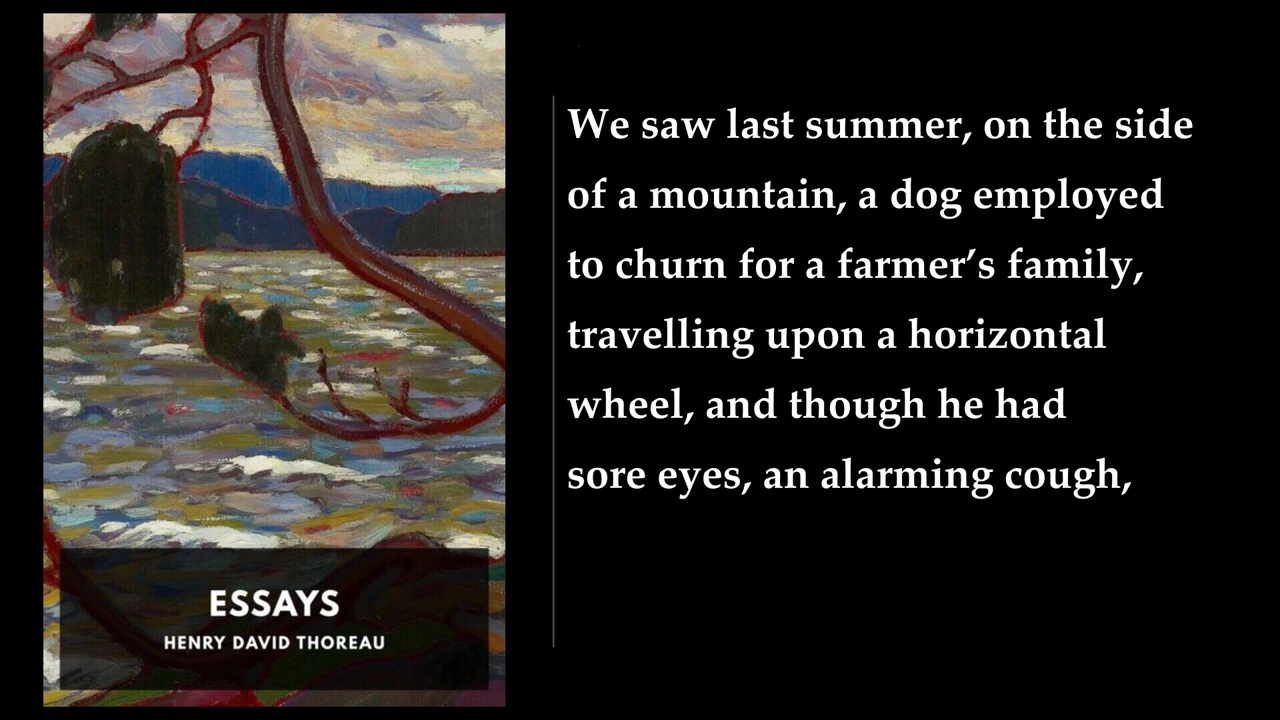 ESSAYS
HENRY DAVID THOREAU
We saw last summer, on the side
of a mountain, a dog employed
to churn for a farmer’s family,
travelling upon a horizontal
wheel, and though he had
sore eyes, an alarming cough,